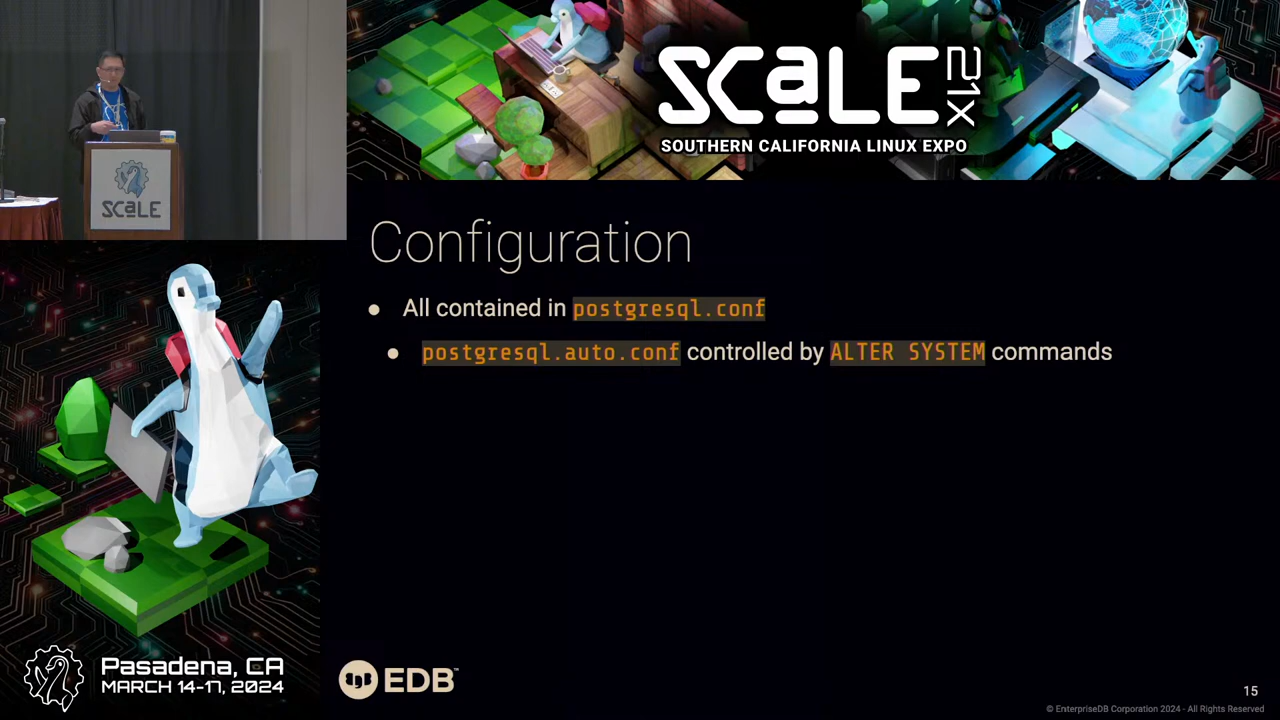 SCALE
21X
SOUTHERN CALIFORNIA LINUX EXPO
SCALE
Configuration
● All contained in postgresql.conf
● postgresql.auto.conf controlled by ALTER SYSTEM commands
Pasadena, CA
MARCH 14-17, 2024
EDB™
15
© EnterpriseDB Corporation 2024 - All Rights Reserved